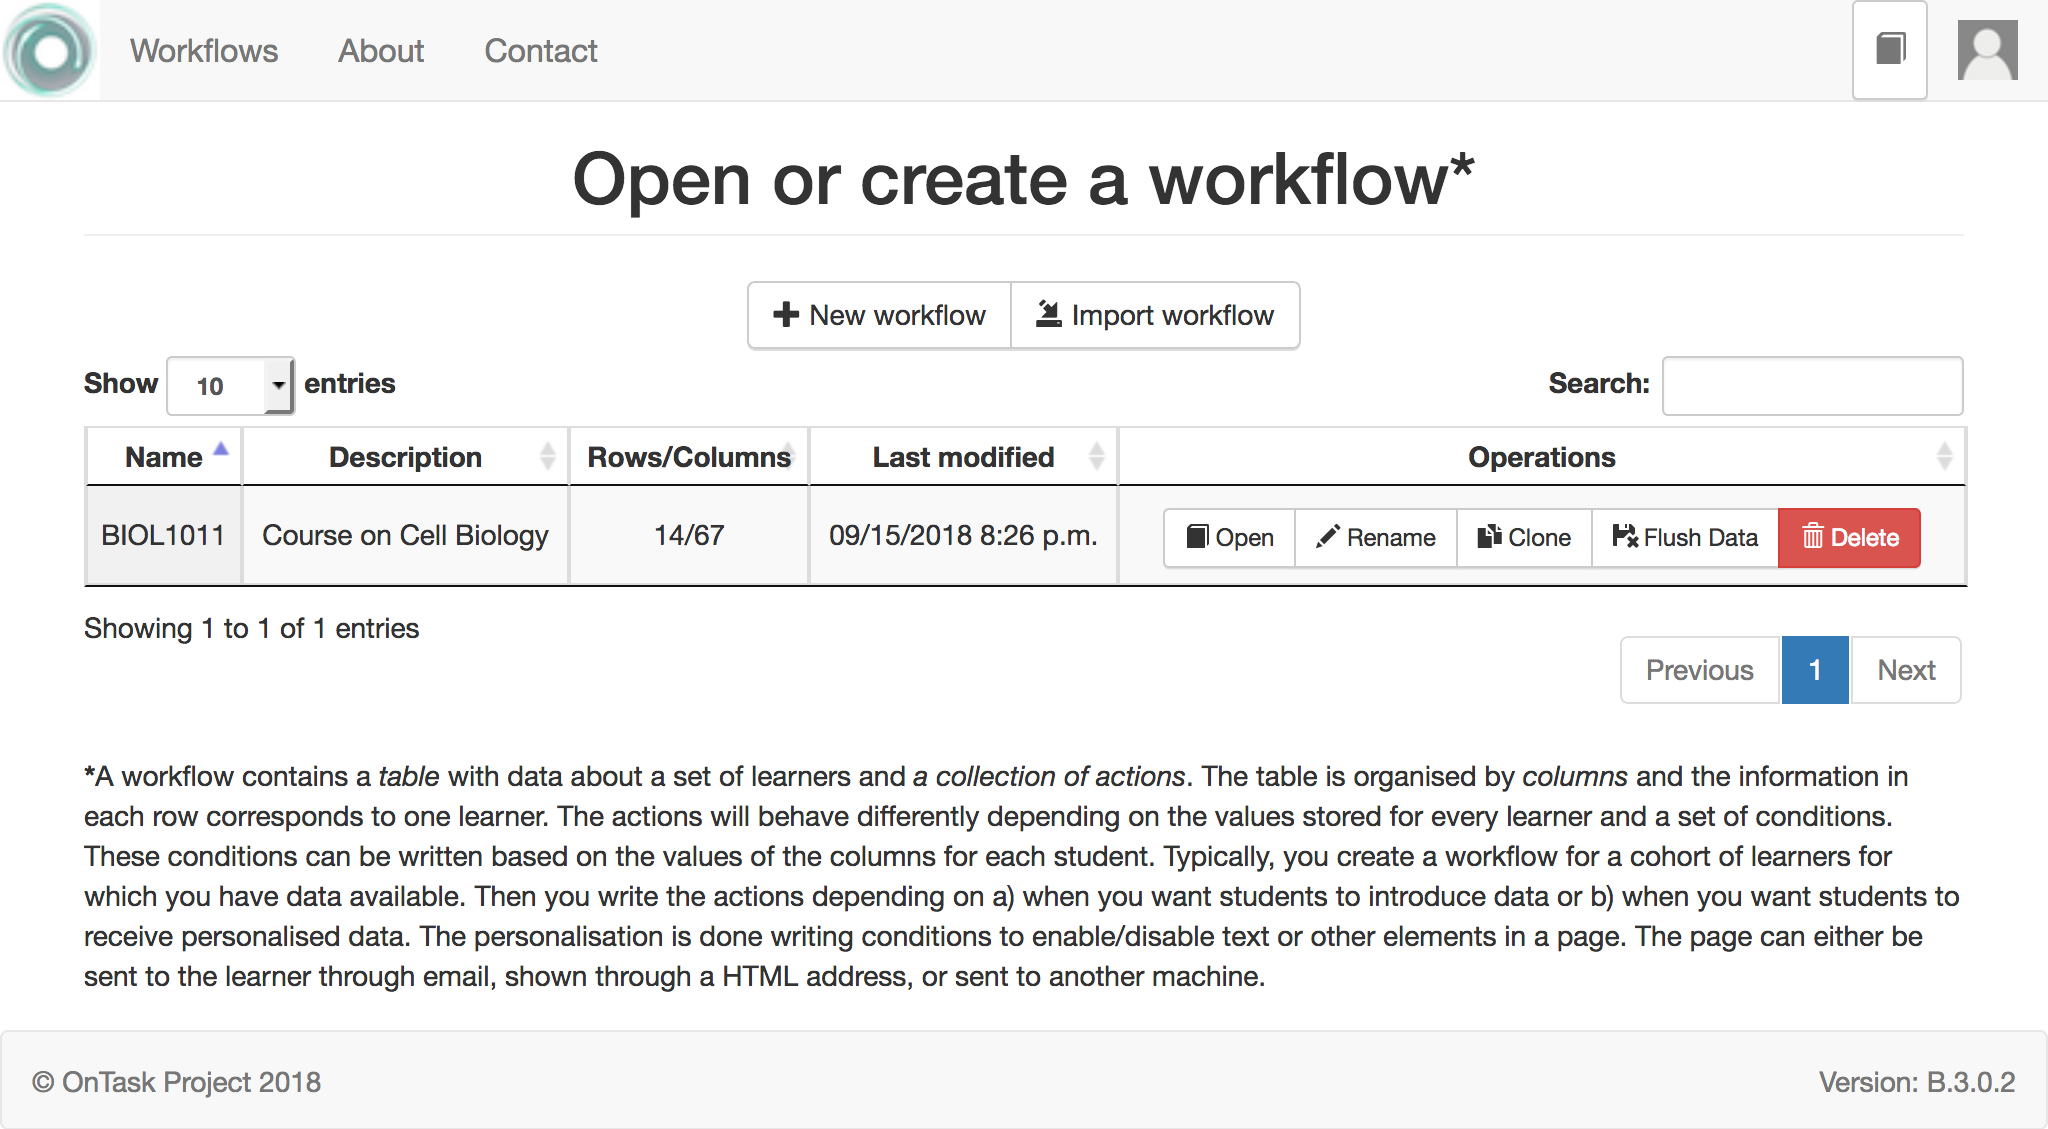 Workflows About Contact
Open or create a workflow*
New workflow Import workflow
Show 10 entries Search:
Name Description Rows/Columns Last modified Operations
BIOL1011 Course on Cell Biology 14/67 09/15/2018 8:26 p.m. Open Rename Clone Flush Data Delete
Showing 1 to 1 of 1 entries
Previous 1 Next
*A workflow contains a table with data about a set of learners and a collection of actions. The table is organised by columns and the information in
each row corresponds to one learner. The actions will behave differently depending on the values stored for every learner and a set of conditions.
These conditions can be written based on the values of the columns for each student. Typically, you create a workflow for a cohort of learners for
which you have data available. Then you write the actions depending on a) when you want students to introduce data or b) when you want students to
receive personalised data. The personalisation is done writing conditions to enable/disable text or other elements in a page. The page can either be
sent to the learner through email, shown through a HTML address, or sent to another machine.
© OnTask Project 2018 Version: B.3.0.2